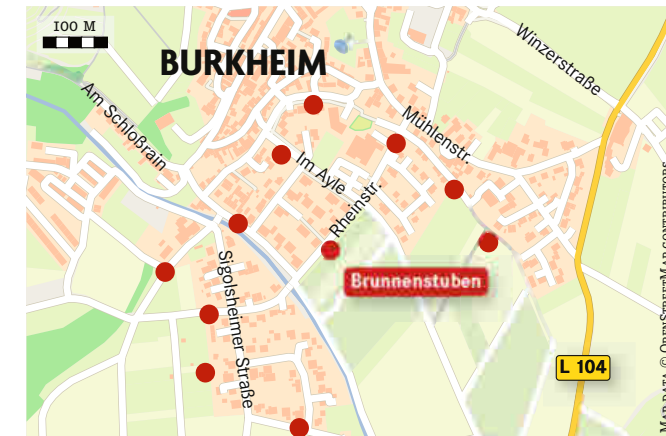 100 M
BURKHEIM
Winzerstraße
Am Schloßrain
Mühlenstr.
Im Ayle
Rheinstr.
Brunnenstuben
Sigolsheimer Straße
L 104
MAP DATA © OPENSTREETMAP CONTRIBUTORS